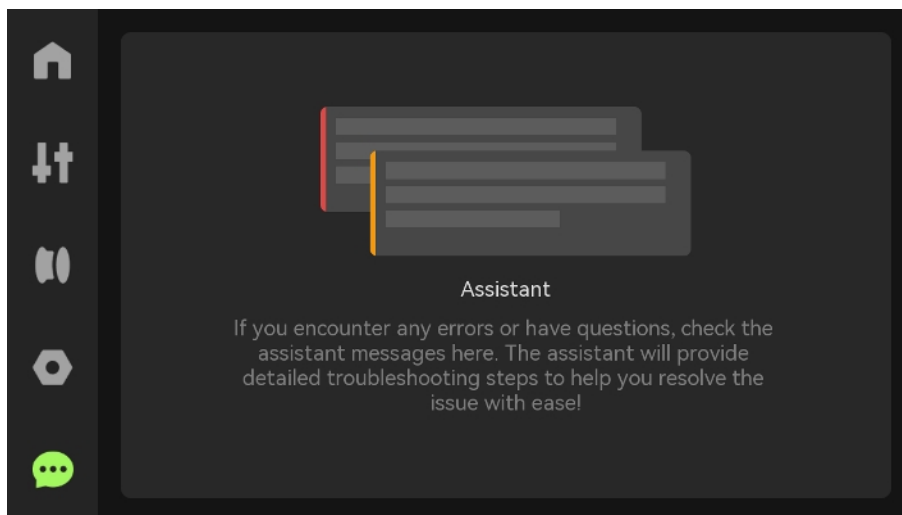 Assistant
If you encounter any errors or have questions, check the
assistant messages here. The assistant will provide
detailed troubleshooting steps to help you resolve the
issue with ease!